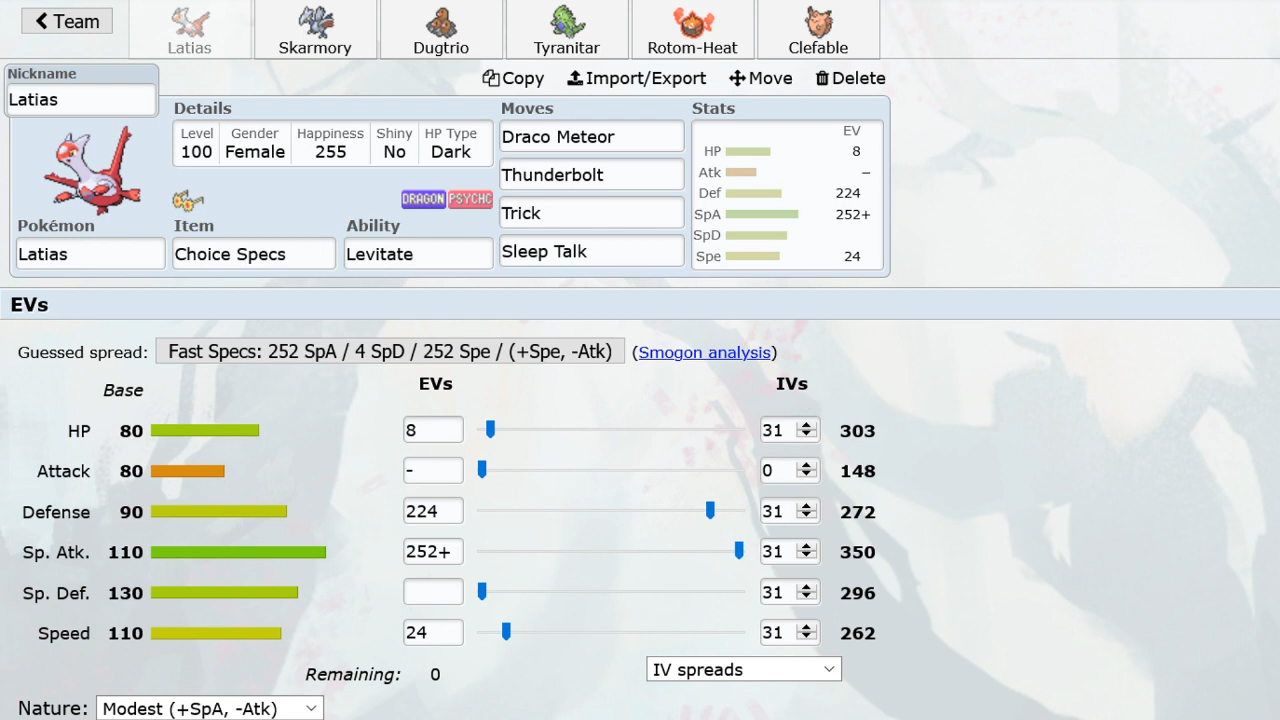 Team
Latias Skarmory Dugtrio Tyranitar Rotom-Heat Clefable
Copy Import/Export Move Delete
Nickname
Latias
Details
Level Gender Happiness Shiny HP Type
100 Female 255 No Dark
DRAGON PSYCHC
Pokémon Item Ability
Latias Choice Specs Levitate
Moves
Draco Meteor
Thunderbolt
Trick
Sleep Talk
Stats
EV
HP 8
Atk –
Def 224
SpA 252+
SpD
Spe 24
EVs
Guessed spread: Fast Specs: 252 SpA / 4 SpD / 252 Spe / (+Spe, -Atk) (Smogon analysis)
Base EVs IVs
HP 80 8 31 303
Attack 80 - 0 148
Defense 90 224 31 272
Sp. Atk. 110 252+ 31 350
Sp. Def. 130 31 296
Speed 110 24 31 262
Remaining: 0 IV spreads
Nature: Modest (+SpA, -Atk)